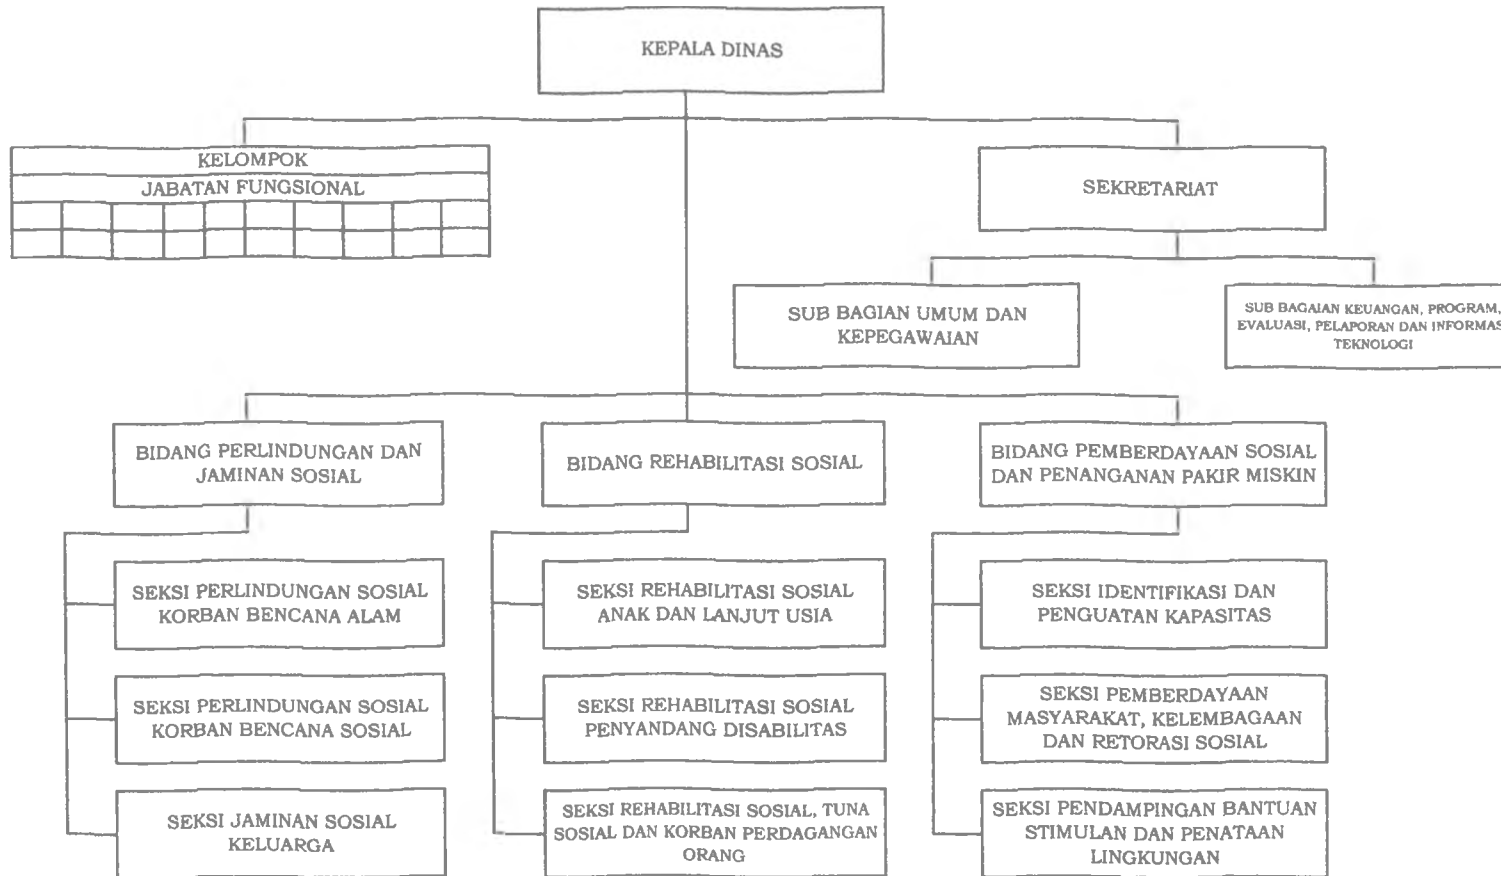 KEPALA DINAS
KELOMPOK
JABATAN FUNGSIONAL
SEKRETARIAT
SUB BAGIAN UMUM DAN
KEPEGAWAIAN
SUB BAGAIAN KEUANGAN, PROGRAM,
EVALUASI, PELAPORAN DAN INFORMAS
TEKNOLOGI
BIDANG PERLINDUNGAN DAN
JAMINAN SOSIAL
BIDANG REHABILITASI SOSIAL
BIDANG PEMBERDAYAAN SOSIAL
DAN PENANGANAN PAKIR MISKIN
SEKSI PERLINDUNGAN SOSIAL
KORBAN BENCANA ALAM
SEKSI REHABILITASI SOSIAL
ANAK DAN LANJUT USIA
SEKSI IDENTIFIKASI DAN
PENGUATAN KAPASITAS
SEKSI PERLINDUNGAN SOSIAL
KORBAN BENCANA SOSIAL
SEKSI REHABILITASI SOSIAL
PENYANDANG DISABILITAS
SEKSI PEMBERDAYAAN
MASYARAKAT, KELEMBAGAAN
DAN RETORASI SOSIAL
SEKSI JAMINAN SOSIAL
KELUARGA
SEKSI REHABILITASI SOSIAL, TUNA
SOSIAL DAN KORBAN PERDAGANGAN
ORANG
SEKSI PENDAMPINGAN BANTUAN
STIMULAN DAN PENATAAN
LINGKUNGAN